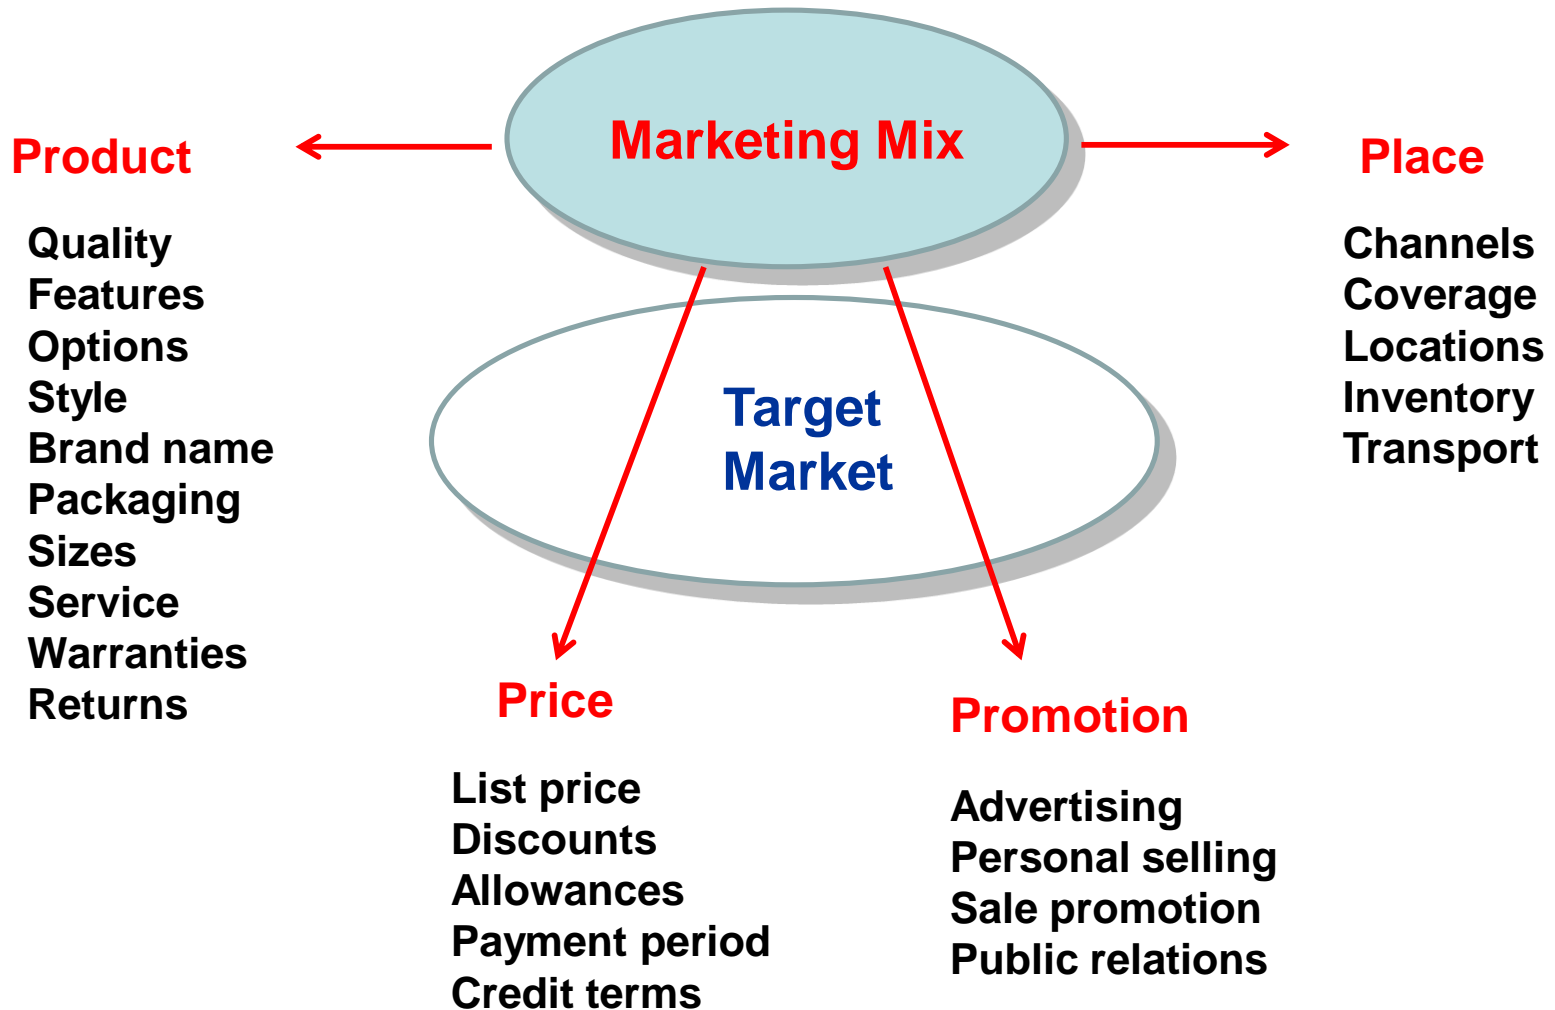 Marketing Mix
Product
Quality
Features
Options
Style
Brand name
Packaging
Sizes
Service
Warranties
Returns
Target
Market
Place
Channels
Coverage
Locations
Inventory
Transport
Price
List price
Discounts
Allowances
Payment period
Credit terms
Promotion
Advertising
Personal selling
Sale promotion
Public relations